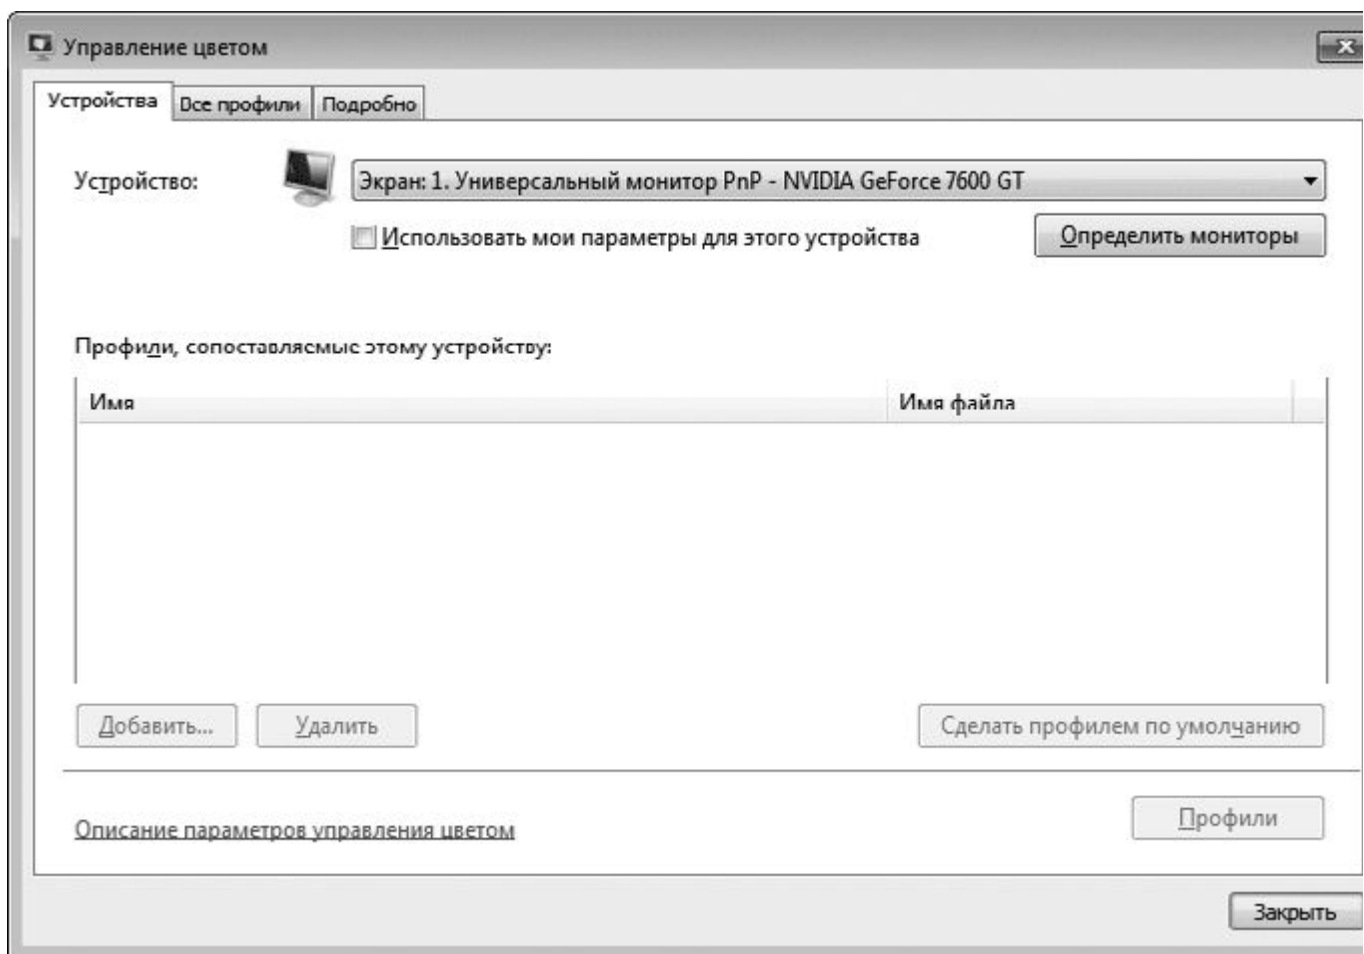 Управление цветом
Устройства Все профили Подробно
Устройство: Экран: 1. Универсальный монитор PnP - NVIDIA GeForce 7600 GT
Использовать мои параметры для этого устройства Определить мониторы
Профили, сопоставляемые этому устройству:
Имя Имя файла
Добавить... Удалить Сделать профилем по умолчанию
Описание параметров управления цветом Профили
Закрыть